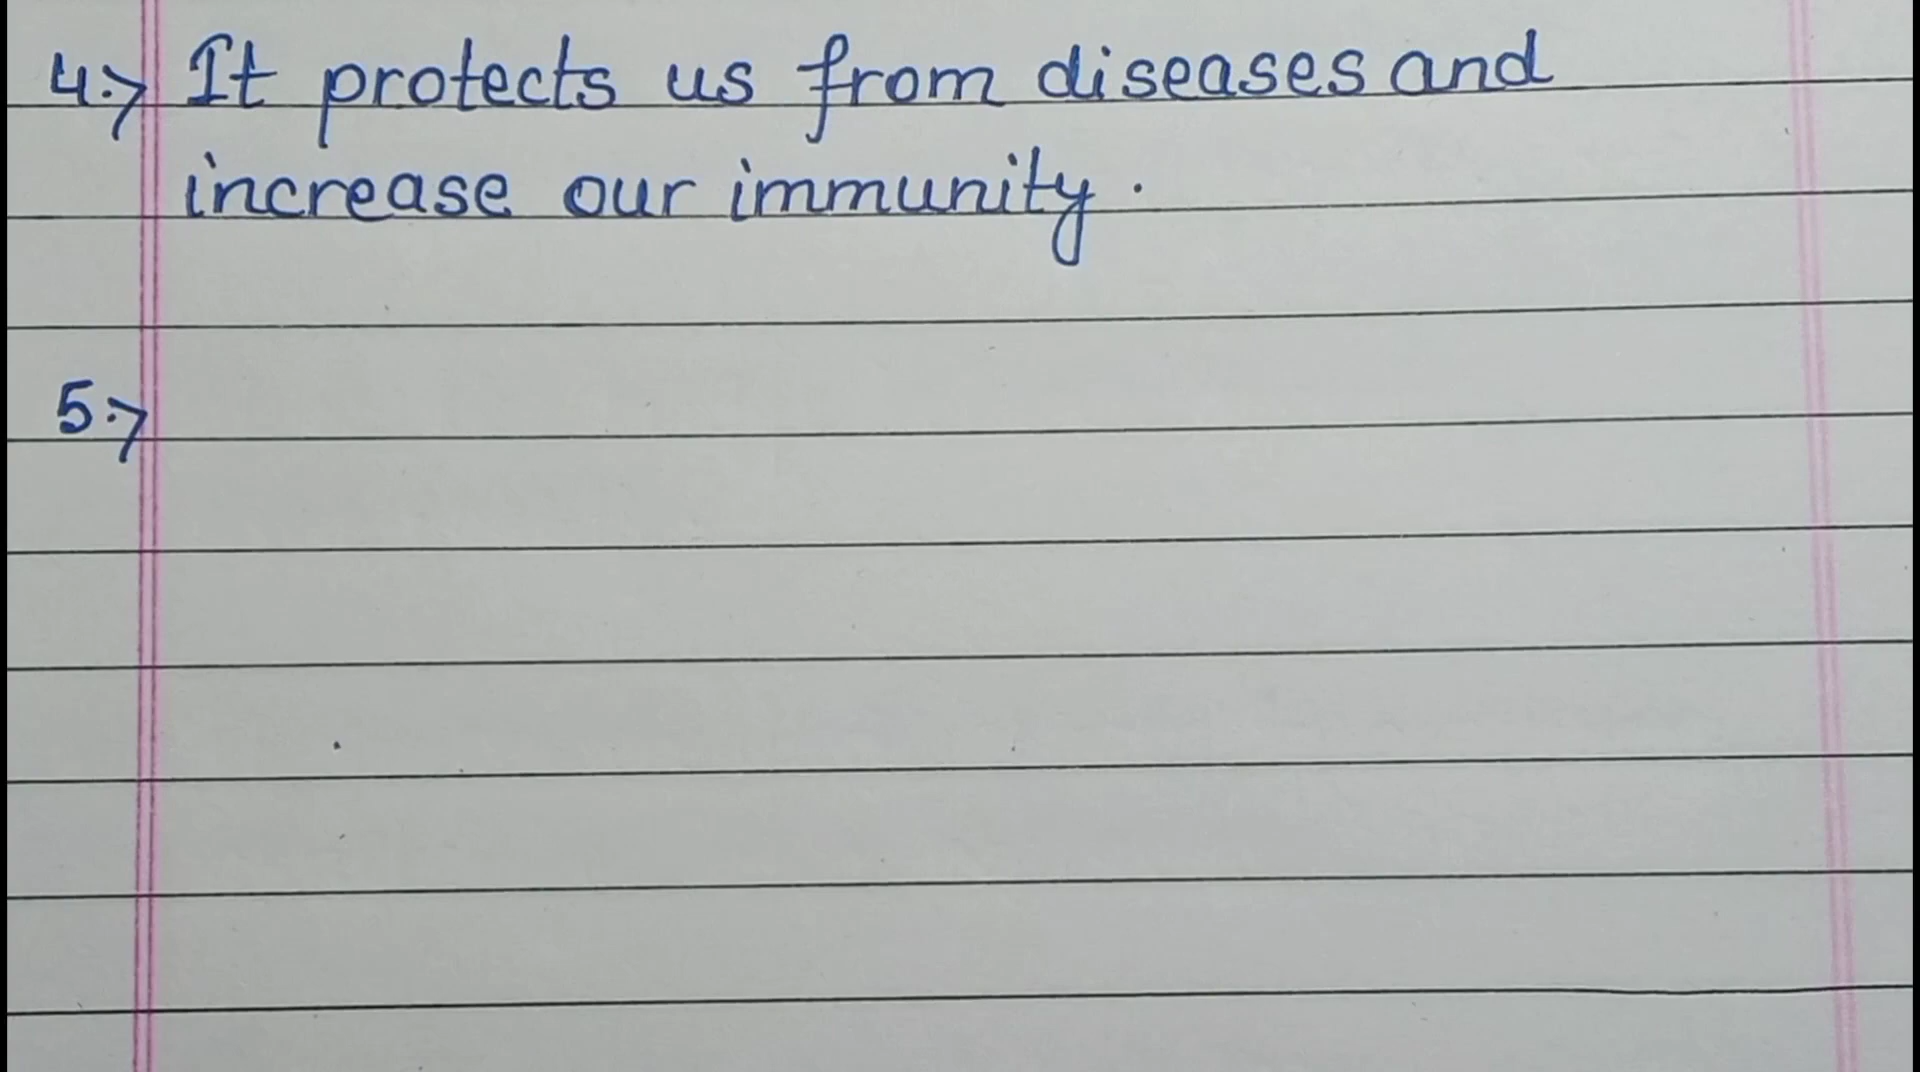 4.> It protects us from diseases and
increase our immunity.
5.>